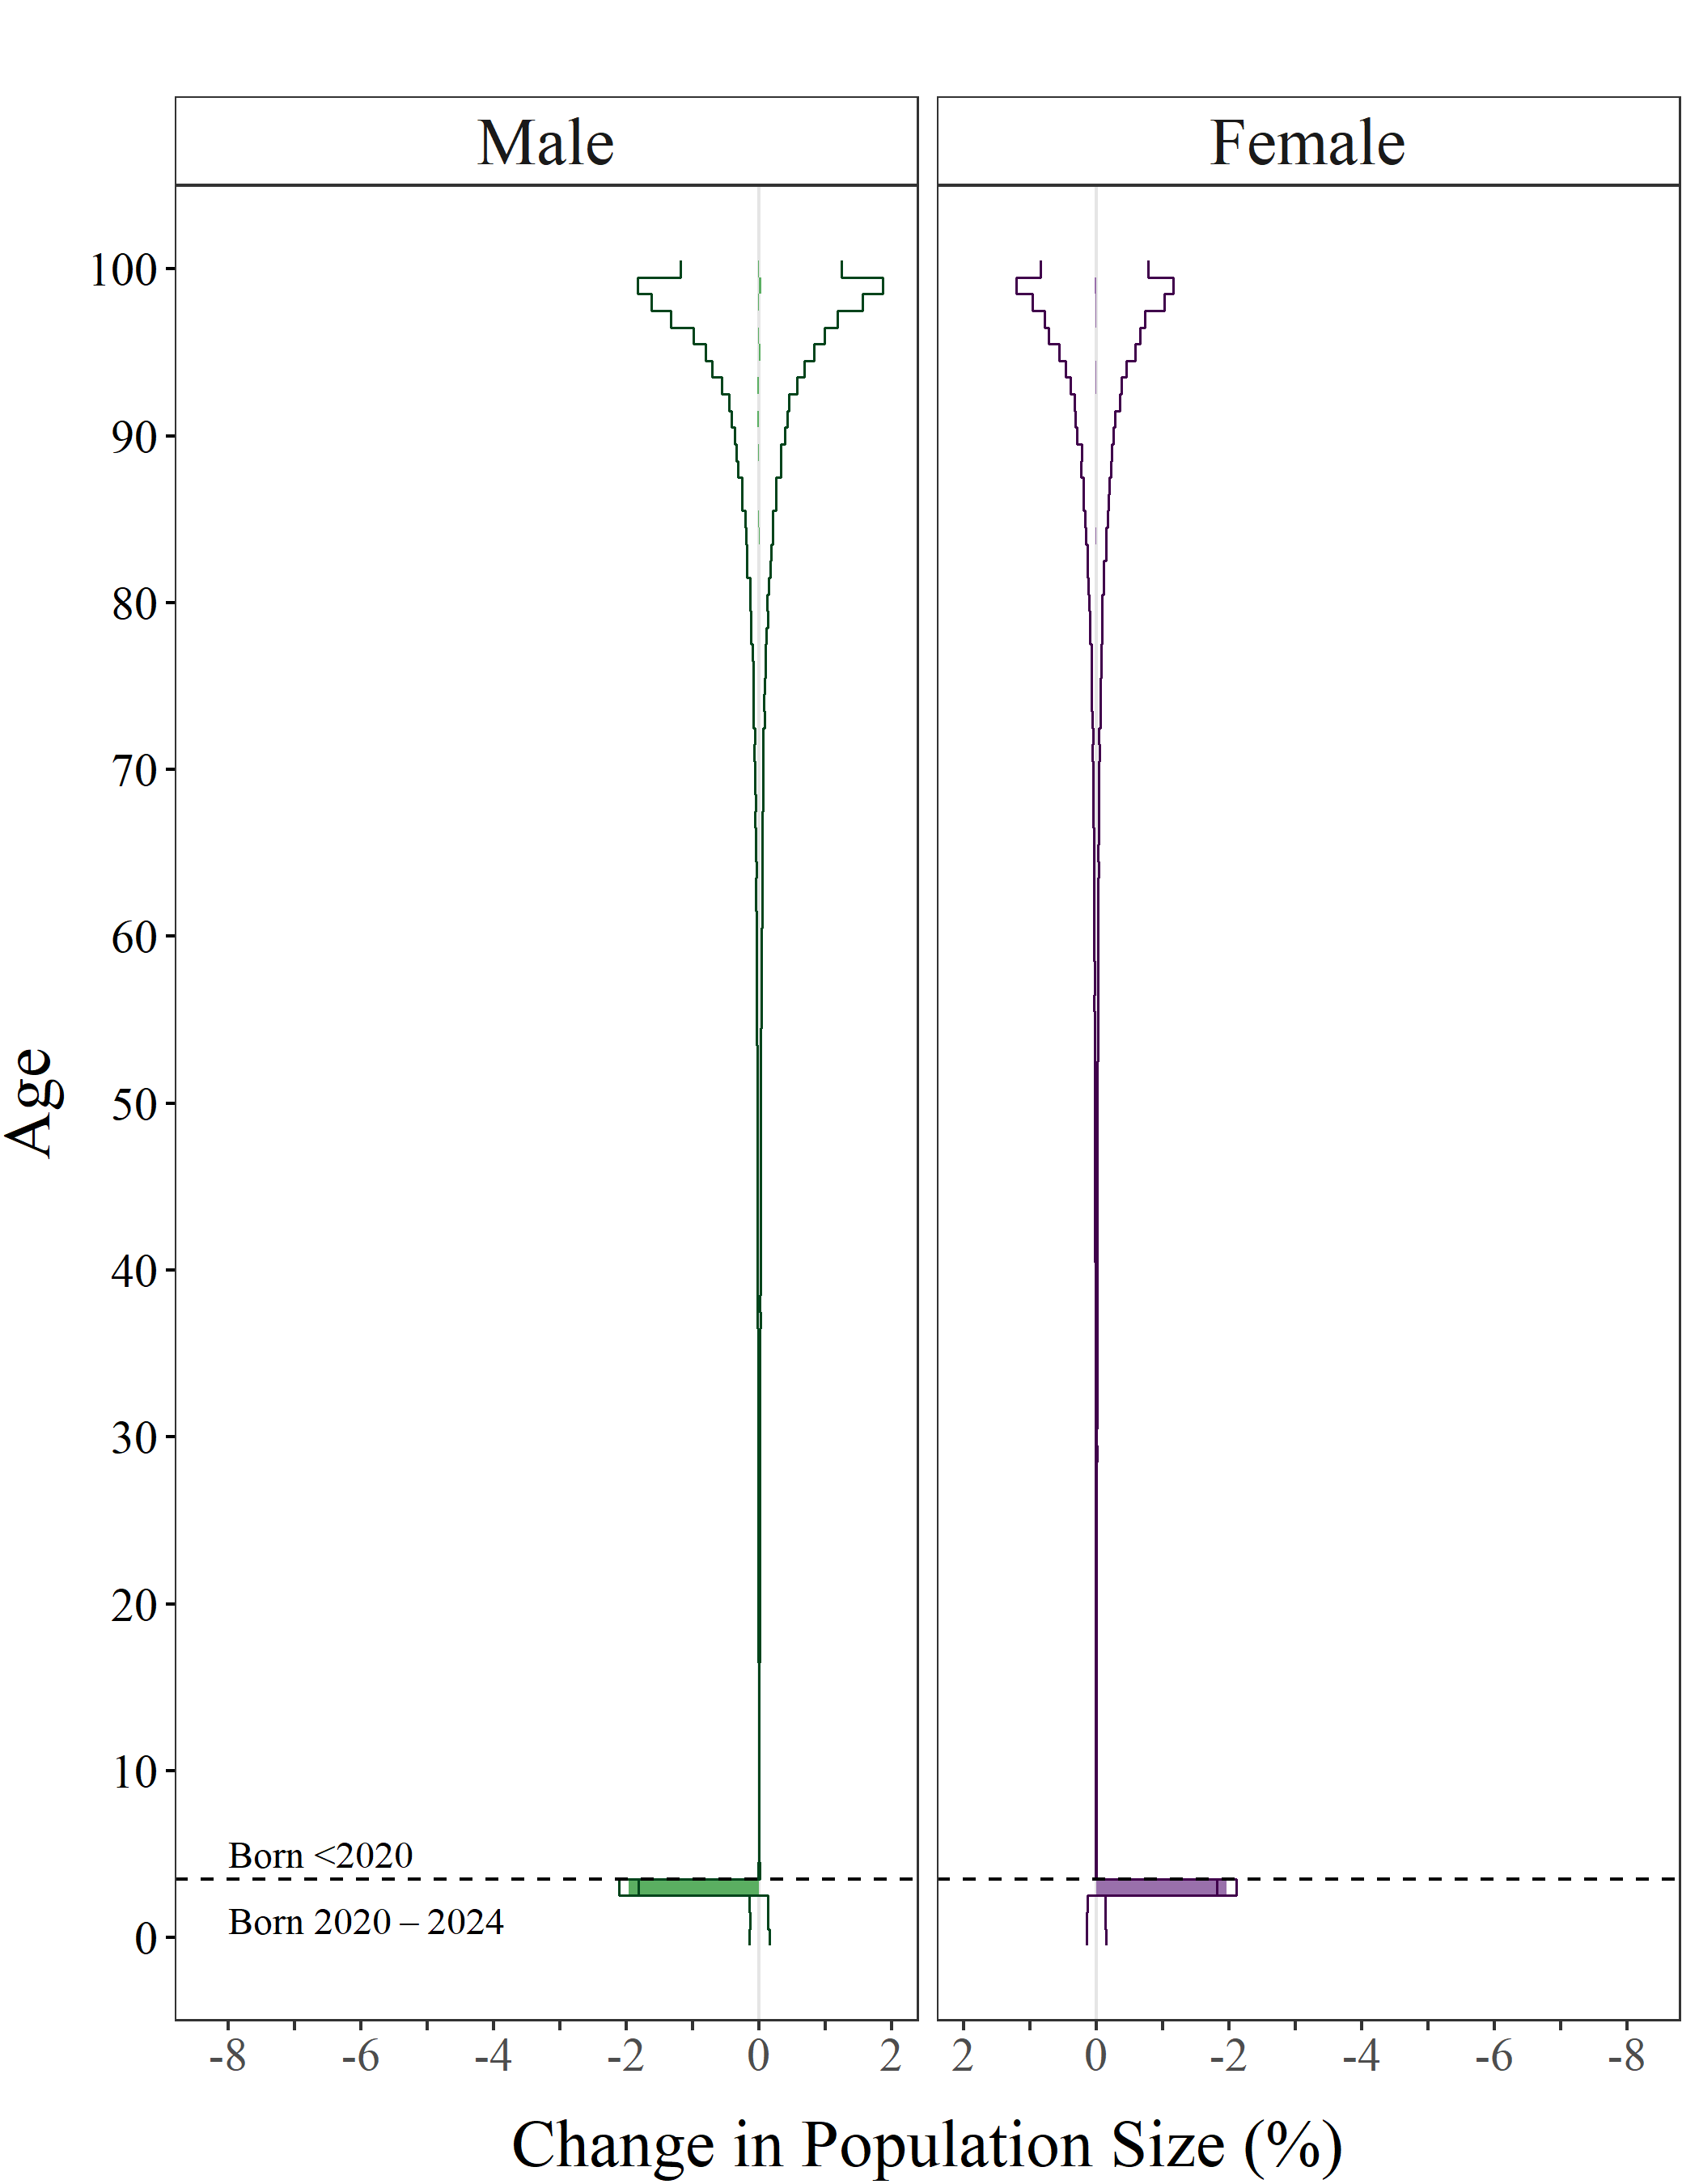 Male
Female
100
90
80
70
60
50
40
30
20
10
0
Age
Born <2020
Born 2020 – 2024
-8 -6 -4 -2 0 2
2 0 -2 -4 -6 -8
Change in Population Size (%)